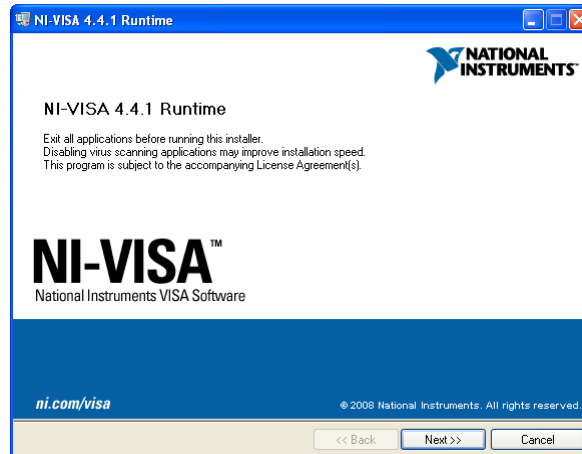 NI-VISA 4.4.1 Runtime
NATIONAL
INSTRUMENTS™
NI-VISA 4.4.1 Runtime
Exit all applications before running this installer.
Disabling virus scanning applications may improve installation speed.
This program is subject to the accompanying License Agreement(s).
NI-VISA™
National Instruments VISA Software
ni.com/visa
© 2008 National Instruments. All rights reserved.
<< Back
Next >>
Cancel